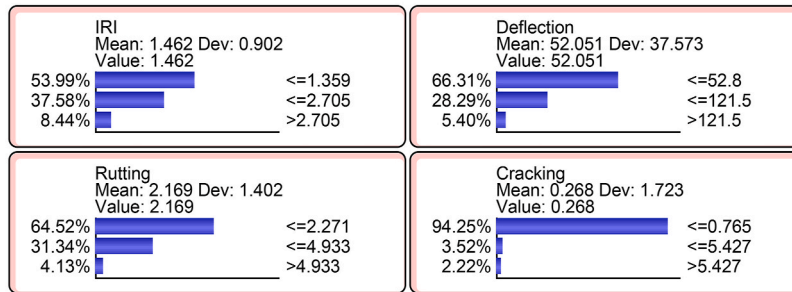 IRI
Mean: 1.462 Dev: 0.902
Value: 1.462
53.99% <=1.359
37.58% <=2.705
8.44% >2.705
Deflection
Mean: 52.051 Dev: 37.573
Value: 52.051
66.31% <=52.8
28.29% <=121.5
5.40% >121.5
Rutting
Mean: 2.169 Dev: 1.402
Value: 2.169
64.52% <=2.271
31.34% <=4.933
4.13% >4.933
Cracking
Mean: 0.268 Dev: 1.723
Value: 0.268
94.25% <=0.765
3.52% <=5.427
2.22% >5.427